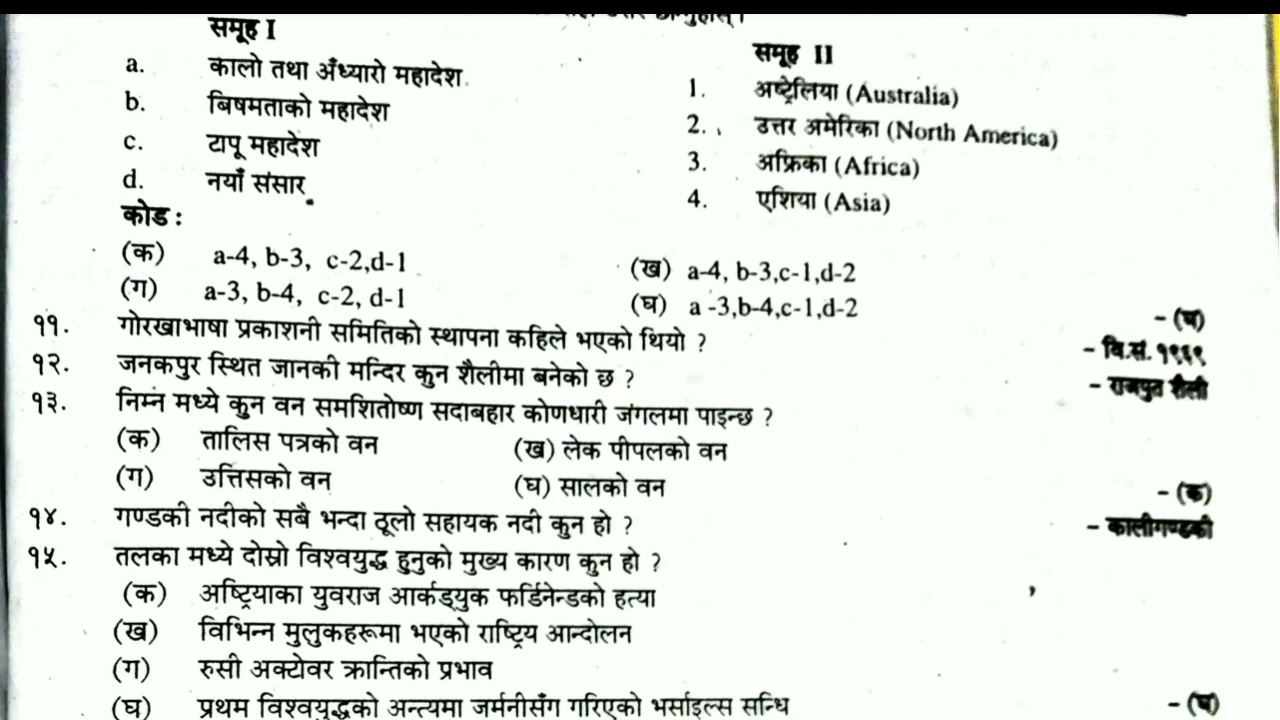 समूह I
समूह II
a. कालो तथा अँध्यारो महादेश
1. अष्ट्रेलिया (Australia)
b. बिषमताको महादेश
2. उत्तर अमेरिका (North America)
c. टापू महादेश
3. अफ्रिका (Africa)
d. नयाँ संसार
4. एशिया (Asia)
कोड :
(क) a-4, b-3, c-2,d-1
(ख) a-4, b-3,c-1,d-2
(ग) a-3, b-4, c-2, d-1
(घ) a -3,b-4,c-1,d-2
- (घ)
११. गोरखाभाषा प्रकाशनी समितिको स्थापना कहिले भएको थियो ?
- वि.सं. १९६९
१२. जनकपुर स्थित जानकी मन्दिर कुन शैलीमा बनेको छ ?
- राजपुत शैली
१३. निम्न मध्ये कुन वन समशितोष्ण सदाबहार कोणधारी जंगलमा पाइन्छ ?
(क) तालिस पत्रको वन (ख) लेक पीपलको वन
(ग) उत्तिसको वन (घ) सालको वन
- (क)
१४. गण्डकी नदीको सबै भन्दा ठूलो सहायक नदी कुन हो ?
- कालीगण्डकी
१५. तलका मध्ये दोस्रो विश्वयुद्ध हुनुको मुख्य कारण कुन हो ?
(क) अष्ट्रियाका युवराज आर्कड्युक फर्डिनेन्डको हत्या
(ख) विभिन्न मुलुकहरूमा भएको राष्ट्रिय आन्दोलन
(ग) रुसी अक्टोवर क्रान्तिको प्रभाव
(घ) प्रथम विश्वयुद्धको अन्त्यमा जर्मनीसँग गरिएको भर्साइल्स सन्धि
- (घ)